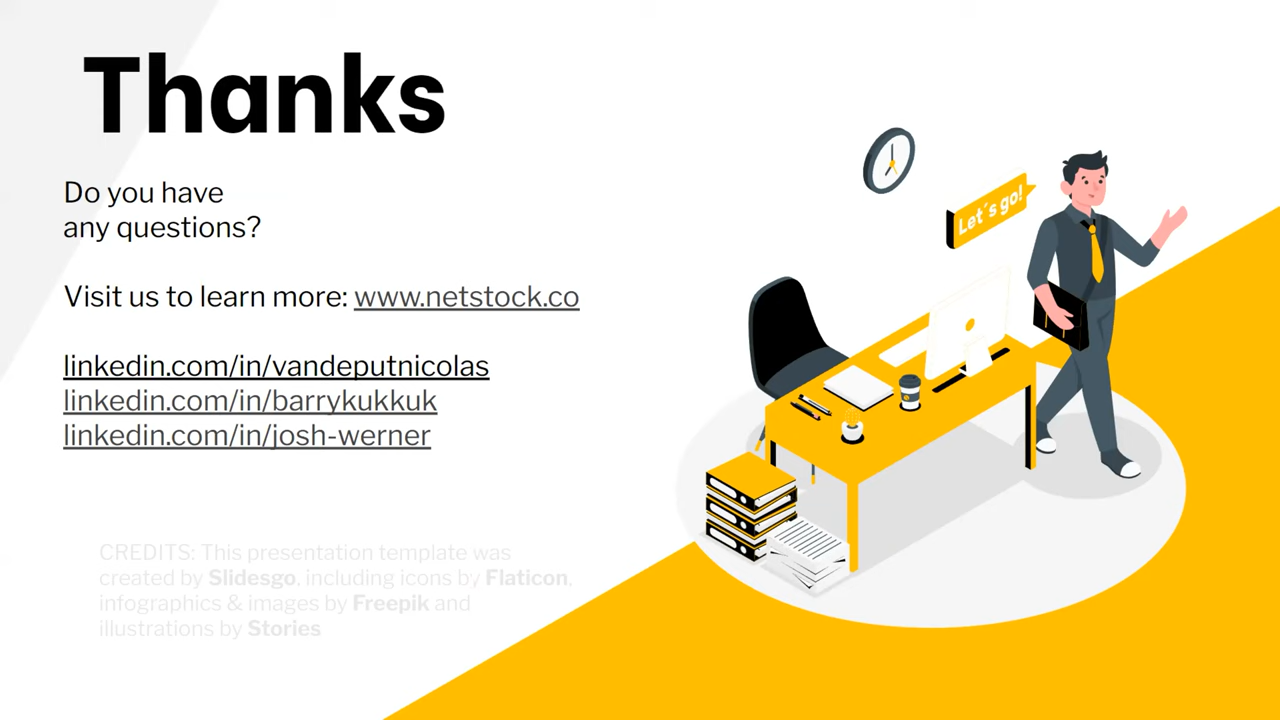 Thanks
Do you have
any questions?
Visit us to learn more: www.netstock.co
linkedin.com/in/vandeputnicolas
linkedin.com/in/barrykukkuk
linkedin.com/in/josh-werner
Let´s go!
CREDITS: This presentation template was
created by Slidesgo, including icons by Flaticon,
infographics & images by Freepik and
illustrations by Stories